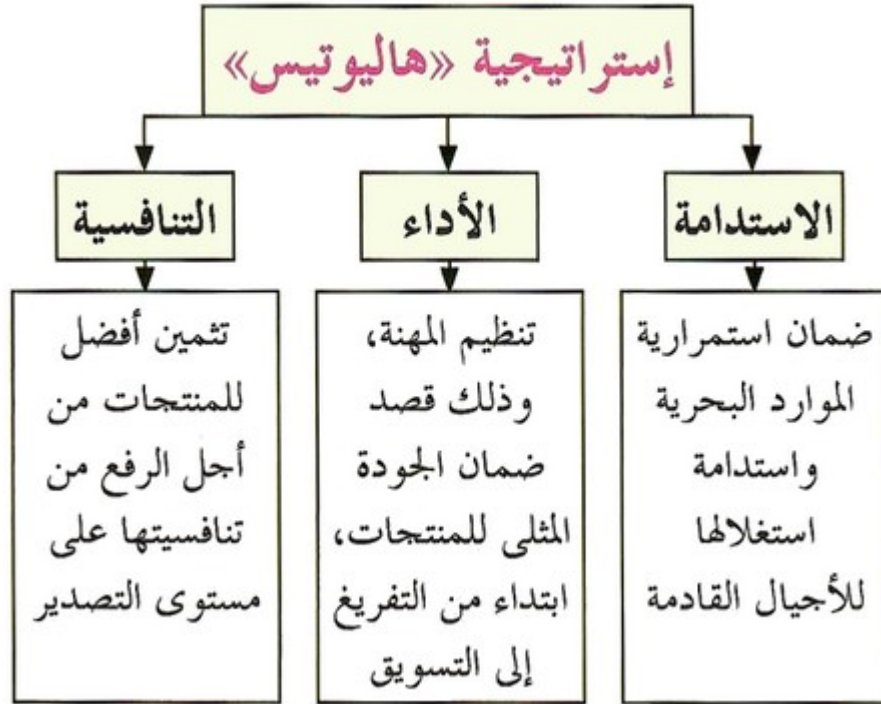 إستراتيجية «هاليوتيس»
الاستدامة
الأداء
التنافسية
ضمان استمرارية
الموارد البحرية
واستدامة
استغلالها
للأجيال القادمة
تنظيم المهنة،
وذلك قصد
ضمان الجودة
المثلى للمنتجات،
ابتداء من التفريغ
إلى التسويق
تثمين أفضل
للمنتجات من
أجل الرفع من
تنافسيتها على
مستوى التصدير